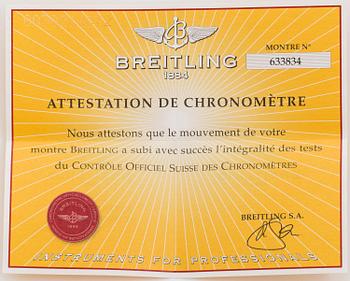 BREITLING
1884
MONTRE N°
633834
ATTESTATION DE CHRONOMÈTRE
Nous attestons que le mouvement de votre
montre BREITLING a subi avec succès l'intégralité des tests
du CONTRÔLE OFFICIEL SUISSE DES CHRONOMÈTRES
BREITLING S.A.
INSTRUMENTS FOR PROFESSIONALS